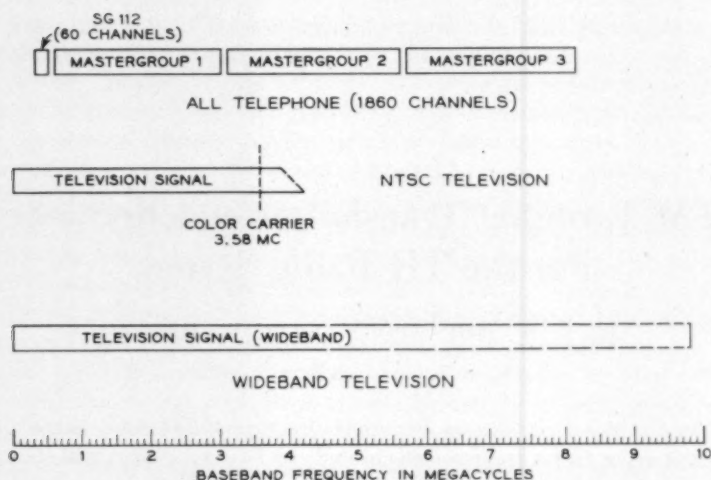 SG 112
(60 CHANNELS)
MASTERGROUP 1 MASTERGROUP 2 MASTERGROUP 3
ALL TELEPHONE (1860 CHANNELS)
TELEVISION SIGNAL NTSC TELEVISION
COLOR CARRIER
3.58 MC
TELEVISION SIGNAL (WIDEBAND)
WIDEBAND TELEVISION
0 1 2 3 4 5 6 7 8 9 10
BASEBAND FREQUENCY IN MEGACYCLES